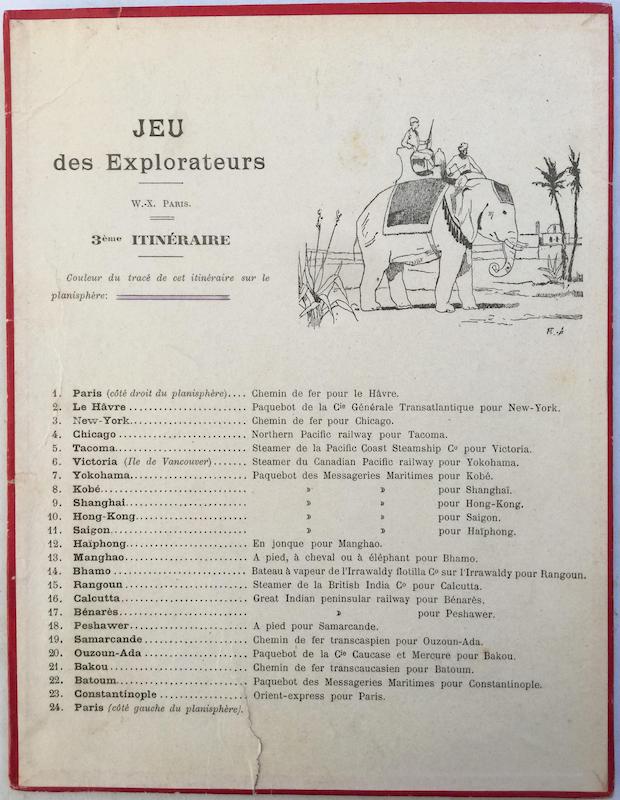 JEU
des Explorateurs
W.-X. Paris.
3ème ITINÉRAIRE
Couleur du tracé de cet itinéraire sur le
planisphère:
1. Paris (côté droit du planisphère).... Chemin de fer pour le Hâvre.
2. Le Hâvre .................... Paquebot de la Cie Générale Transatlantique pour New-York.
3. New-York.................... Chemin de fer pour Chicago.
4. Chicago .................... Northern Pacific railway pour Tacoma.
5. Tacoma.................... Steamer de la Pacific Coast Steamship Co pour Victoria.
6. Victoria (Ile de Vancouver)....... Steamer du Canadian Pacific railway pour Yokohama.
7. Yokohama.................... Paquebot des Messageries Maritimes pour Kobé.
8. Kobé.................... » » pour Shanghaï.
9. Shanghai.................... » » pour Hong-Kong.
10. Hong-Kong.................... » » pour Saigon.
11. Saigon.................... » » pour Haïphong.
12. Haïphong.................... En jonque pour Manghao.
13. Manghao.................... A pied, à cheval ou à éléphant pour Bhamo.
14. Bhamo .................... Bateau à vapeur de l'Irrawaldy flotilla Co sur l'Irrawaldy pour Rangoun.
15. Rangoun .................... Steamer de la British India Co pour Calcutta.
16. Calcutta.................... Great Indian peninsular railway pour Bénarès.
17. Bénarès.................... » pour Peshawer.
18. Peshawer.................... A pied pour Samarcande.
19. Samarcande .................... Chemin de fer transcaspien pour Ouzoun-Ada.
20. Ouzoun-Ada .................... Paquebot de la Cie Caucase et Mercure pour Bakou.
21. Bakou .................... Chemin de fer transcaucasien pour Batoum.
22. Batoum.................... Paquebot des Messageries Maritimes pour Constantinople.
23. Constantinople ................ Orient-express pour Paris.
24. Paris (côté gauche du planisphère).